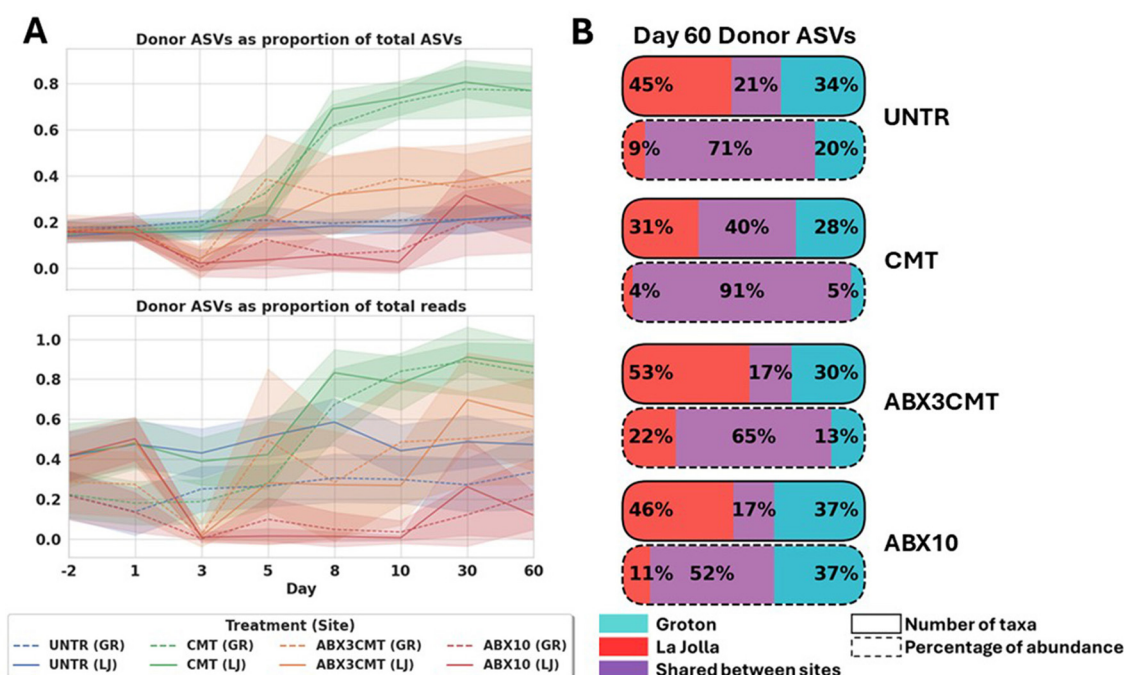 A
Donor ASVs as proportion of total ASVs
0.8
0.6
0.4
0.2
0.0
Donor ASVs as proportion of total reads
1.0
0.8
0.6
0.4
0.2
0.0
-2 1 3 5 8 10 30 60
Day
Treatment (Site)
UNTR (GR) CMT (GR) ABX3CMT (GR) ABX10 (GR)
UNTR (LJ) CMT (LJ) ABX3CMT (LJ) ABX10 (LJ)
B
Day 60 Donor ASVs
45% 21% 34%
UNTR
9% 71% 20%
31% 40% 28%
CMT
4% 91% 5%
53% 17% 30%
ABX3CMT
22% 65% 13%
46% 17% 37%
ABX10
11% 52% 37%
Groton
La Jolla
Shared between sites
Number of taxa
Percentage of abundance